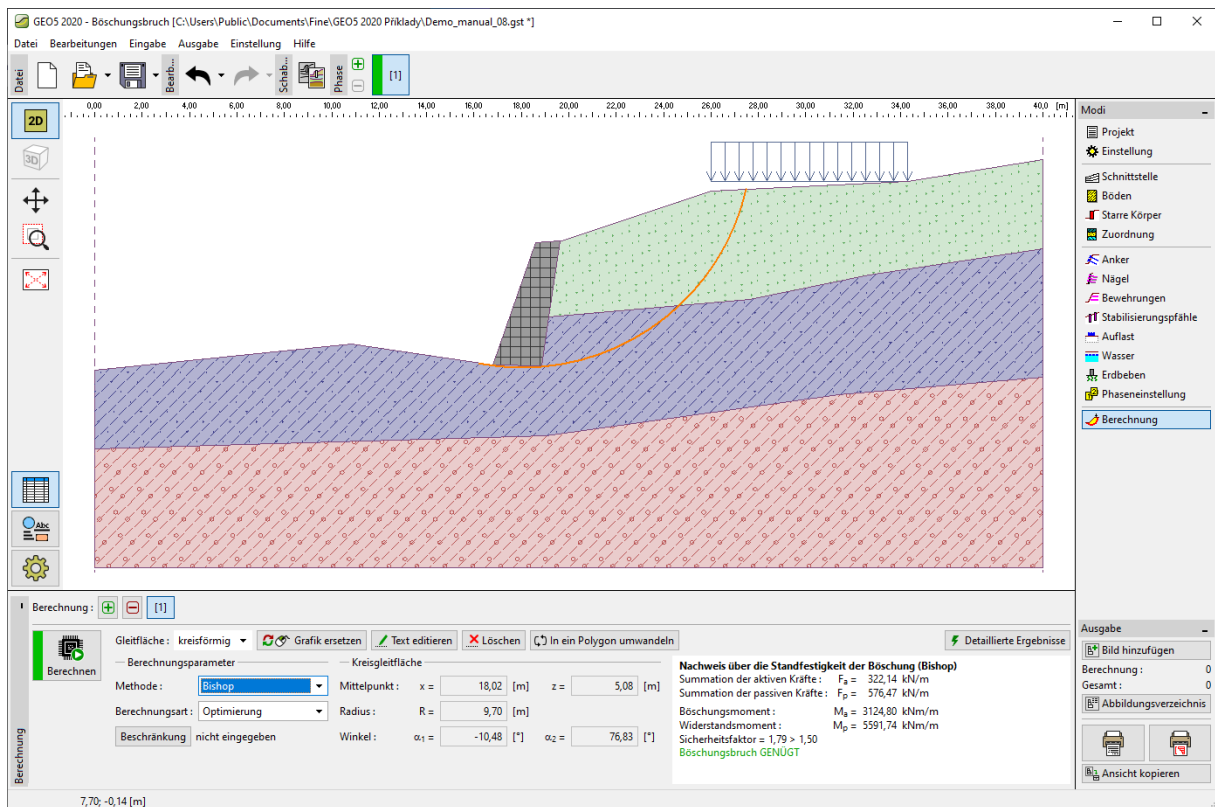 GEO5 2020 - Böschungsbruch [C:\Users\Public\Documents\Fine\GEO5 2020 Příklady\Demo_manual_08.gst *]
Datei Bearbeitungen Eingabe Ausgabe Einstellung Hilfe
Datei
Bearb...
Schab...
Phase
[1]
2D
3D
0,00 2,00 4,00 6,00 8,00 10,00 12,00 14,00 16,00 18,00 20,00 22,00 24,00 26,00 28,00 30,00 32,00 34,00 36,00 38,00 40,0 [m]
Abc
Modi
Projekt
Einstellung
Schnittstelle
Böden
Starre Körper
Zuordnung
Anker
Nägel
Bewehrungen
Stabilisierungspfähle
Auflast
Wasser
Erdbeben
Phaseneinstellung
Berechnung
Berechnung
Berechnung : [1]
Berechnen
Gleitfläche : kreisförmig Grafik ersetzen Text editieren Löschen In ein Polygon umwandeln Detaillierte Ergebnisse
Berechnungsparameter
Methode : Bishop
Berechnungsart : Optimierung
Beschränkung nicht eingegeben
Kreisgleitfläche
Mittelpunkt : x = 18,02 [m] z = 5,08 [m]
Radius : R = 9,70 [m]
Winkel : α1 = -10,48 [°] α2 = 76,83 [°]
Nachweis über die Standfestigkeit der Böschung (Bishop)
Summation der aktiven Kräfte : Fa = 322,14 kN/m
Summation der passiven Kräfte : Fp = 576,47 kN/m
Böschungsmoment : Ma = 3124,80 kNm/m
Widerstandsmoment : Mp = 5591,74 kNm/m
Sicherheitsfaktor = 1,79 > 1,50
Böschungsbruch GENÜGT
Ausgabe
Bild hinzufügen
Berechnung : 0
Gesamt : 0
Abbildungsverzeichnis
Ansicht kopieren
7,70; -0,14 [m]